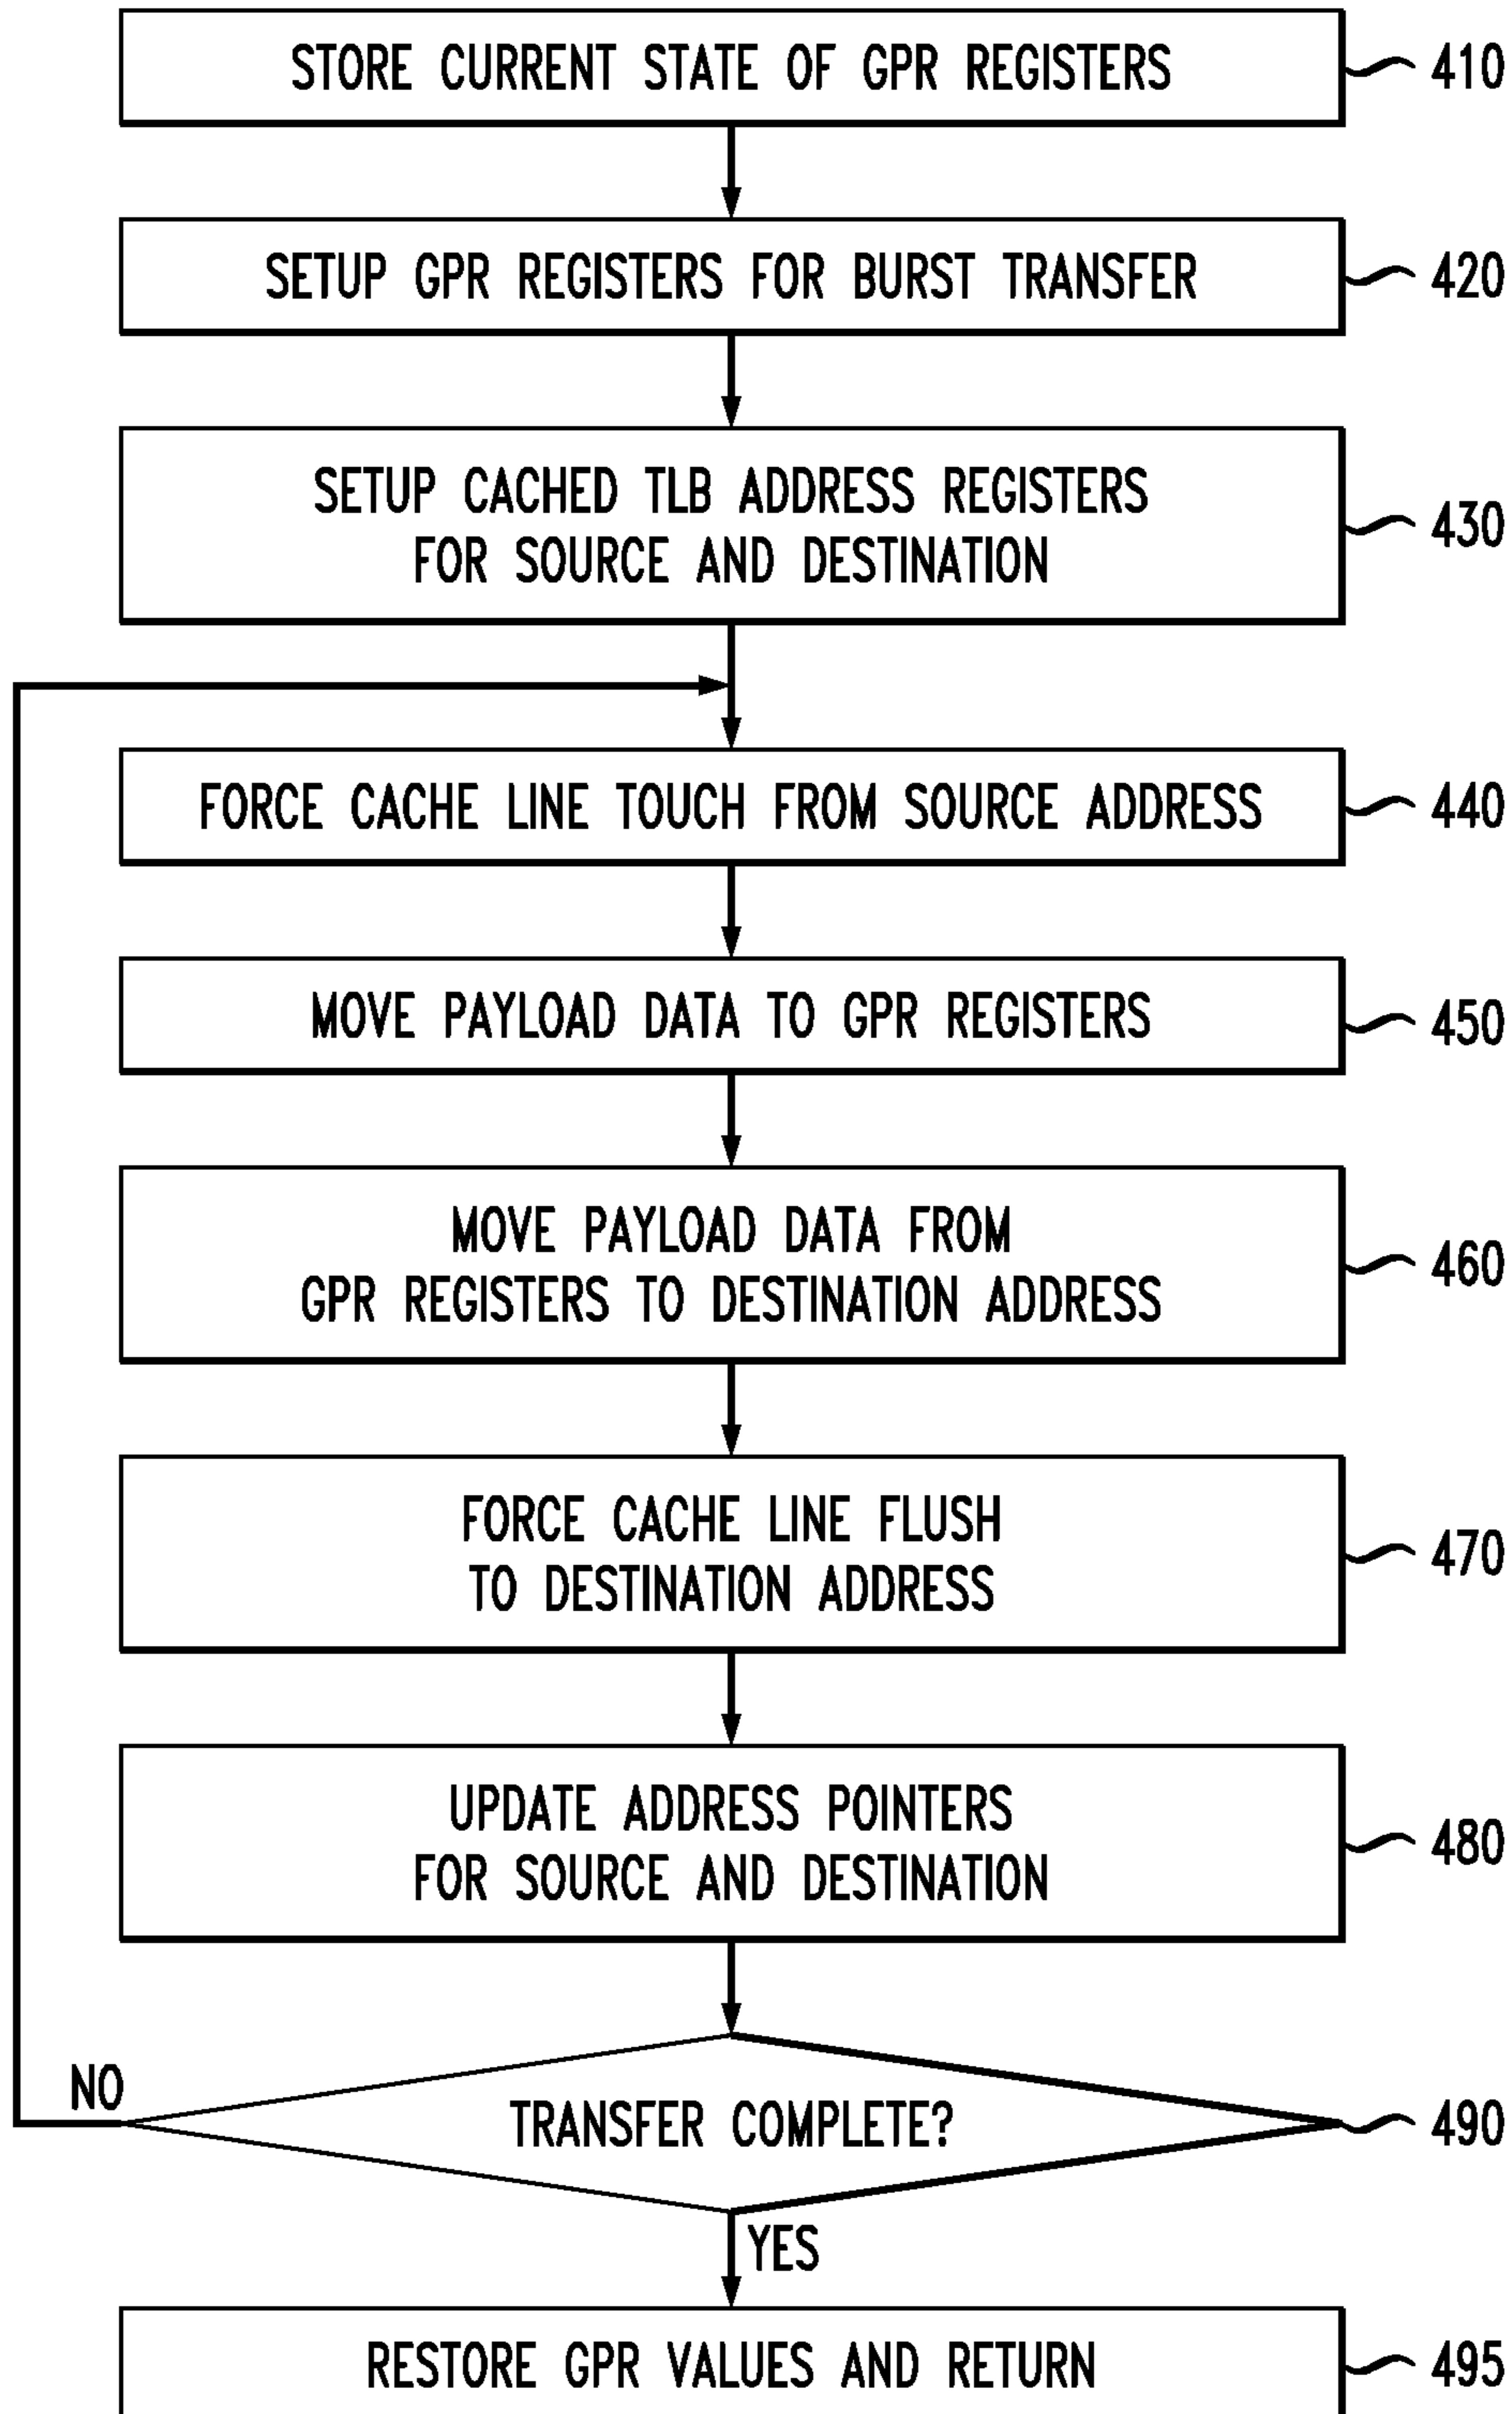 STORE CURRENT STATE OF GPR REGISTERS 410
SETUP GPR REGISTERS FOR BURST TRANSFER 420
SETUP CACHED TLB ADDRESS REGISTERS
FOR SOURCE AND DESTINATION
430
FORCE CACHE LINE TOUCH FROM SOURCE ADDRESS 440
MOVE PAYLOAD DATA TO GPR REGISTERS 450
MOVE PAYLOAD DATA FROM
GPR REGISTERS TO DESTINATION ADDRESS
460
FORCE CACHE LINE FLUSH
TO DESTINATION ADDRESS
470
UPDATE ADDRESS POINTERS
FOR SOURCE AND DESTINATION
480
NO
TRANSFER COMPLETE? 490
YES
RESTORE GPR VALUES AND RETURN 495